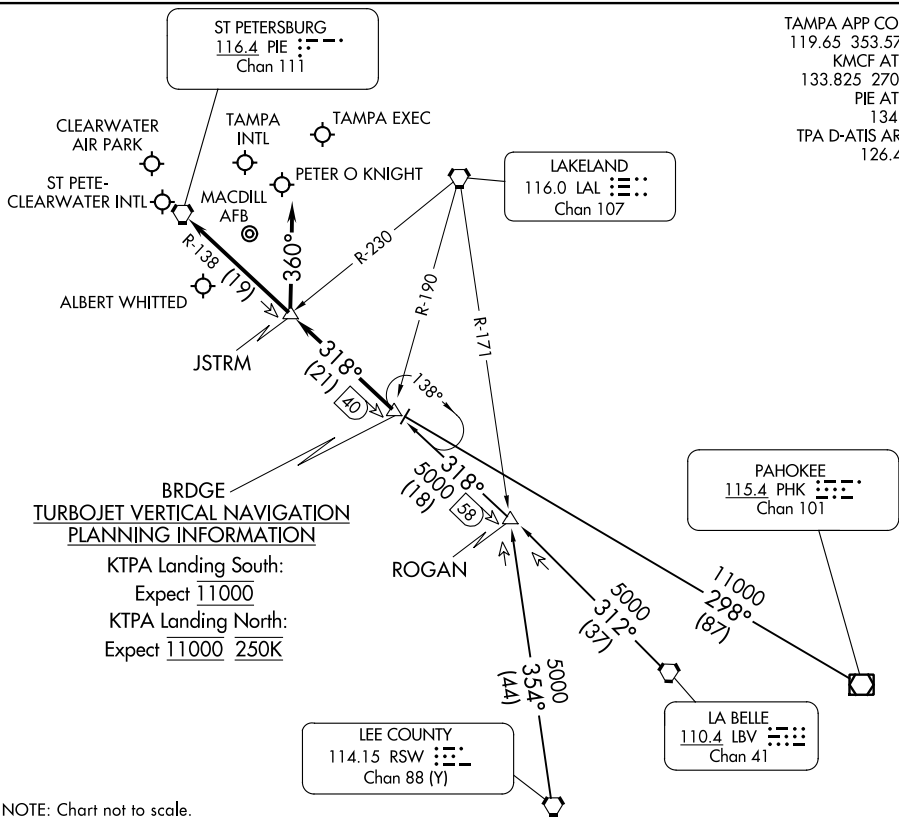 ST PETERSBURG
116.4 PIE
Chan 111
TAMPA APP CO
119.65 353.57
KMCF AT
133.825 270
PIE AT
134
TPA D-ATIS AR
126.4
CLEARWATER
AIR PARK
TAMPA
INTL
TAMPA EXEC
ST PETE-
CLEARWATER INTL
MACDILL
AFB
PETER O KNIGHT
LAKELAND
116.0 LAL
Chan 107
R-138
(19)
360°
R-230
R-190
R-171
ALBERT WHITTED
JSTRM
318°
(21)
40
138°
BRDGE
318°
5000
(18)
58
ROGAN
TURBOJET VERTICAL NAVIGATION
PLANNING INFORMATION
KTPA Landing South:
Expect 11000
KTPA Landing North:
Expect 11000 250K
PAHOKEE
115.4 PHK
Chan 101
11000
298°
(87)
5000
312°
(37)
5000
354°
(44)
LA BELLE
110.4 LBV
Chan 41
LEE COUNTY
114.15 RSW
Chan 88 (Y)
NOTE: Chart not to scale.